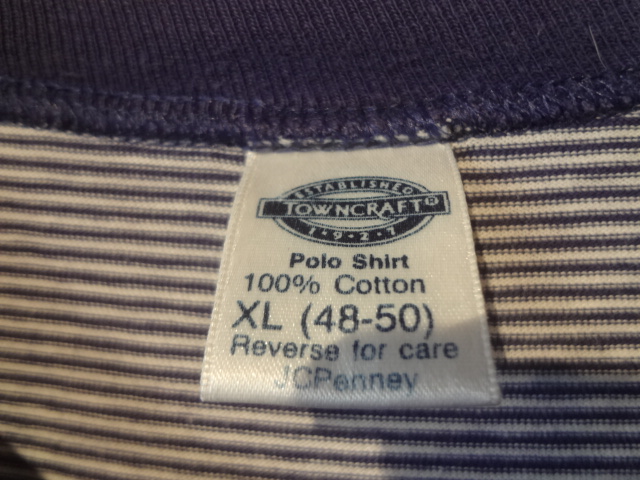 ESTABLISHED
TOWNCRAFT®
1·9·2·7
Polo Shirt
100% Cotton
XL (48-50)
Reverse for care
JCPenney